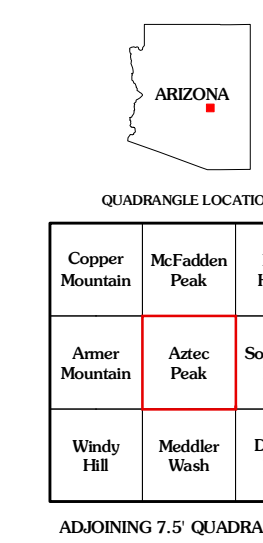 ARIZONA
QUADRANGLE LOCATIO
Copper McFadden
Mountain Peak H
Armer Aztec So
Mountain Peak
Windy Meddler D
Hill Wash
ADJOINING 7.5' QUADRA